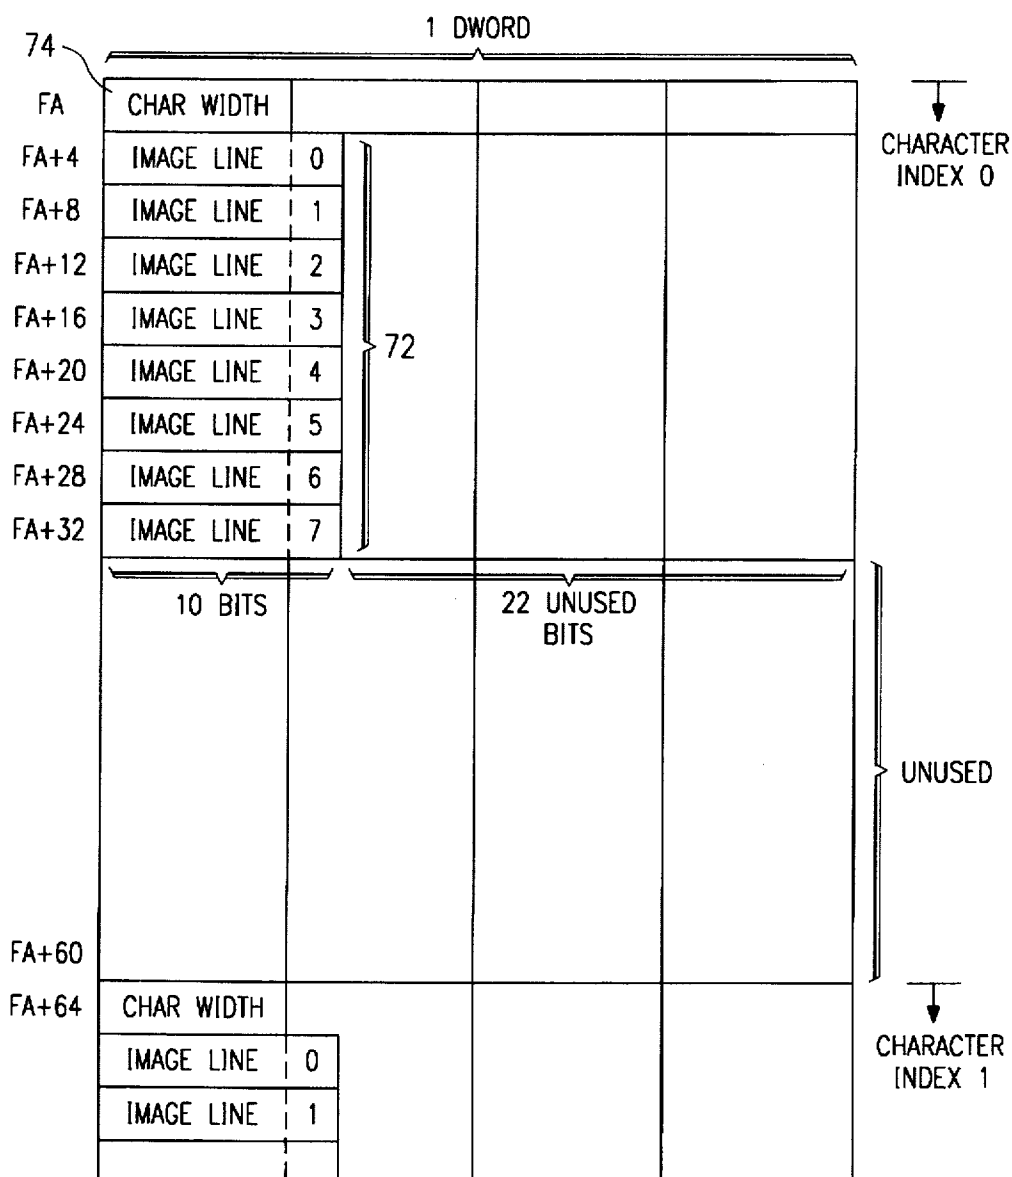 1 DWORD
74
FA CHAR WIDTH
CHARACTER
INDEX 0
FA+4 IMAGE LINE 0
FA+8 IMAGE LINE 1
FA+12 IMAGE LINE 2
FA+16 IMAGE LINE 3
72
FA+20 IMAGE LINE 4
FA+24 IMAGE LINE 5
FA+28 IMAGE LINE 6
FA+32 IMAGE LINE 7
10 BITS
22 UNUSED
BITS
UNUSED
FA+60
FA+64 CHAR WIDTH
CHARACTER
INDEX 1
IMAGE LINE 0
IMAGE LINE 1